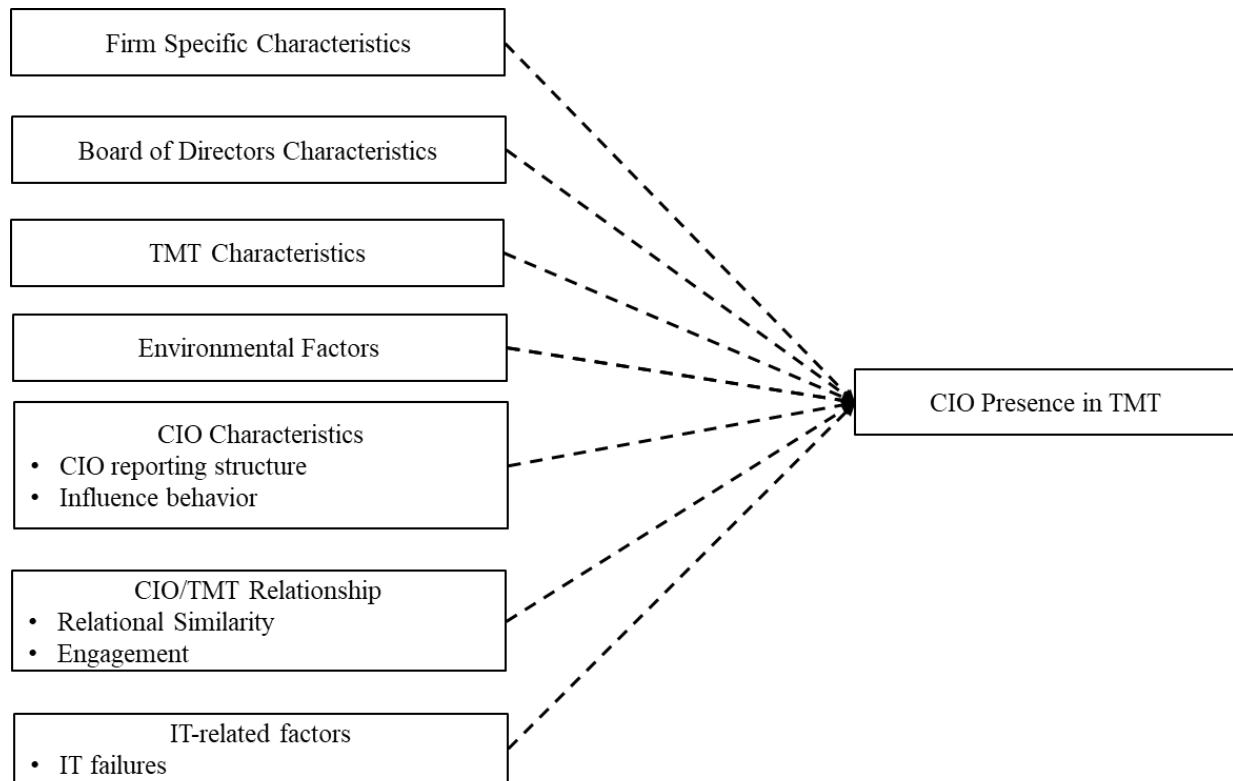 Firm Specific Characteristics
Board of Directors Characteristics
TMT Characteristics
Environmental Factors
CIO Characteristics
• CIO reporting structure
• Influence behavior
CIO/TMT Relationship
• Relational Similarity
• Engagement
IT-related factors
• IT failures
CIO Presence in TMT